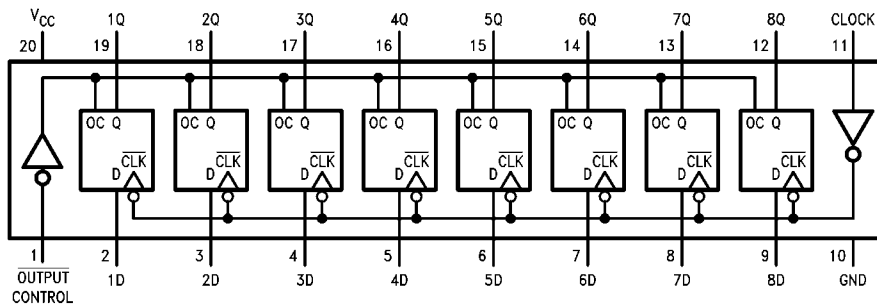 VCC 1Q 2Q 3Q 4Q 5Q 6Q 7Q 8Q CLOCK
20 19 18 17 16 15 14 13 12 11
OC Q OC Q OC Q OC Q OC Q OC Q OC Q OC Q
CLK CLK CLK CLK CLK CLK CLK CLK
D D D D D D D D
1 2 3 4 5 6 7 8 9 10
OUTPUT CONTROL 1D 2D 3D 4D 5D 6D 7D 8D GND